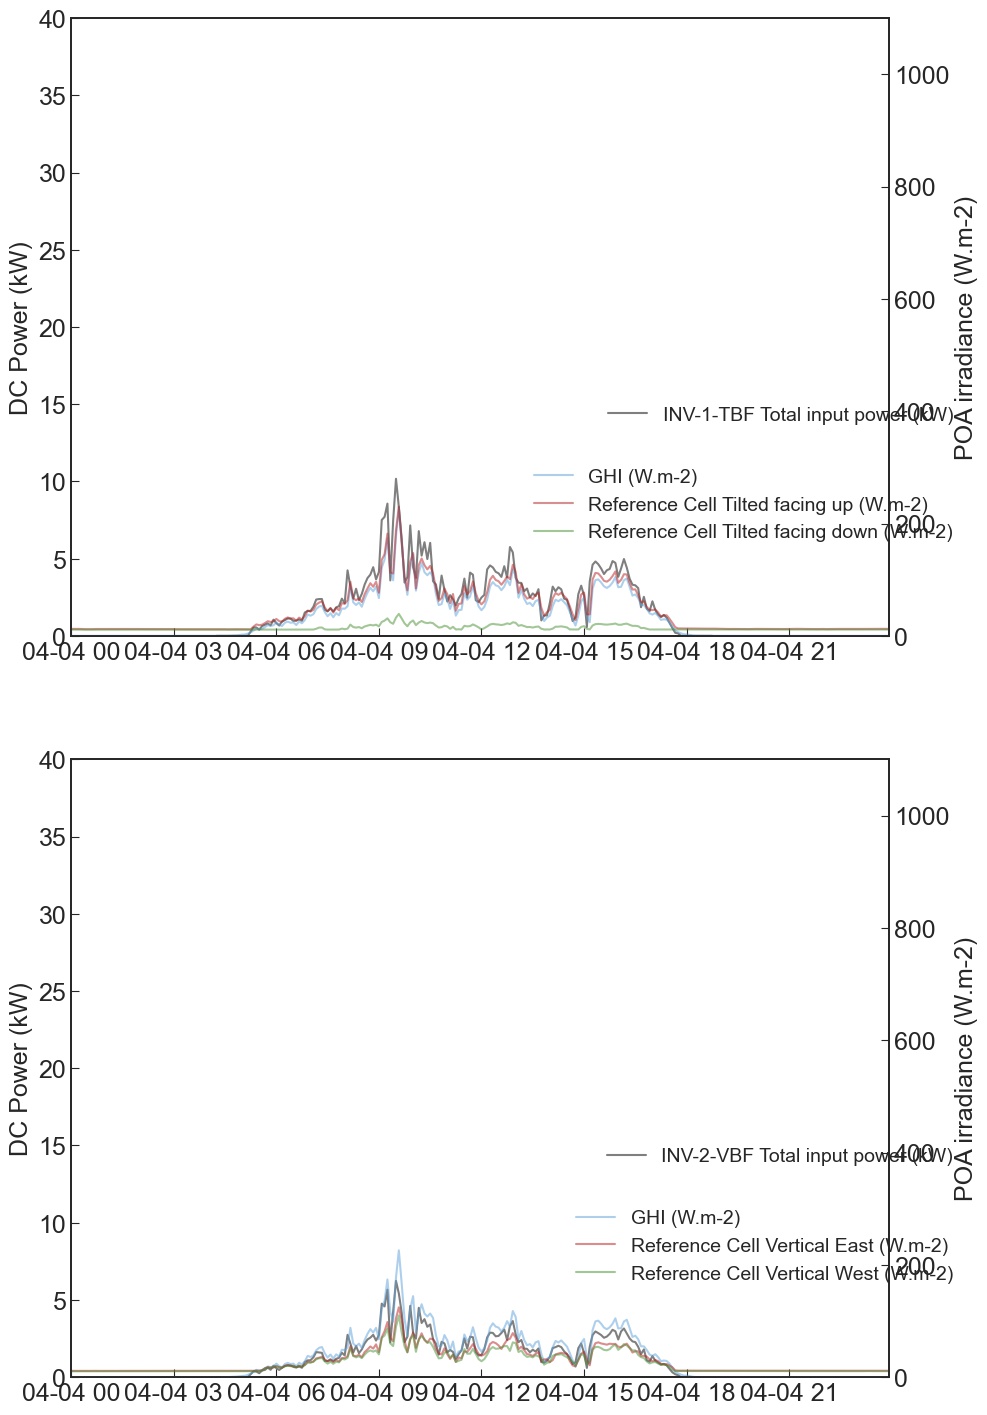 40
35
30
25
20
15
10
5
0
DC Power (kW)
1000
800
600
400
200
0
POA irradiance (W.m-2)
INV-1-TBF Total input power (kW)
GHI (W.m-2)
Reference Cell Tilted facing up (W.m-2)
Reference Cell Tilted facing down (W.m-2)
04-04 00 04-04 03 04-04 06 04-04 09 04-04 12 04-04 15 04-04 18 04-04 21
40
35
30
25
20
15
10
5
0
DC Power (kW)
1000
800
600
400
200
0
POA irradiance (W.m-2)
INV-2-VBF Total input power (kW)
GHI (W.m-2)
Reference Cell Vertical East (W.m-2)
Reference Cell Vertical West (W.m-2)
04-04 00 04-04 03 04-04 06 04-04 09 04-04 12 04-04 15 04-04 18 04-04 21